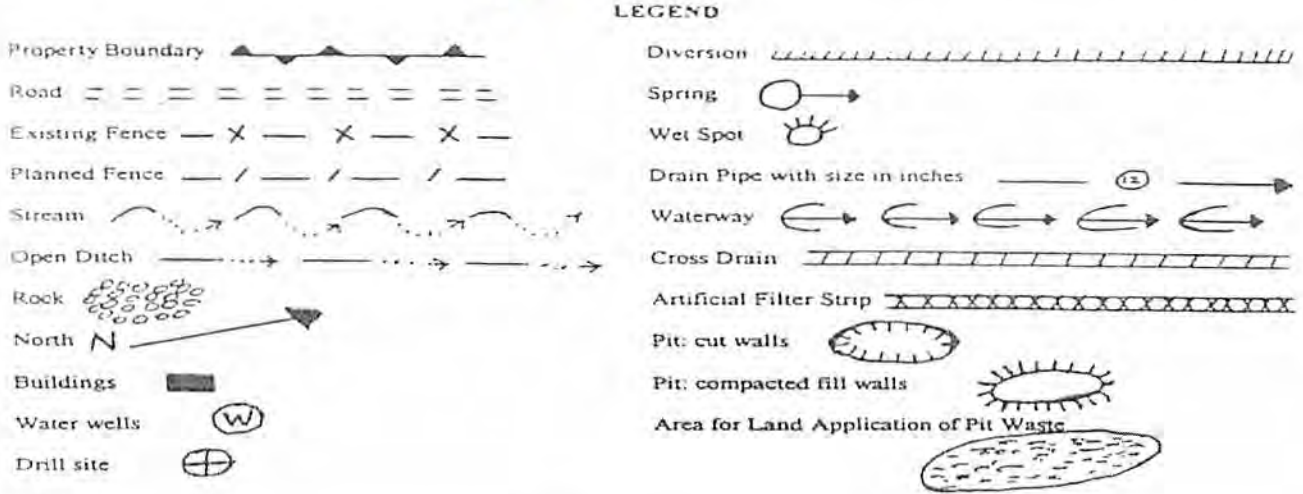 LEGEND
Property Boundary
Road
Existing Fence
Planned Fence
Stream
Open Ditch
Rock
North N
Buildings
Water wells W
Drill site
Diversion
Spring
Wet Spot
Drain Pipe with size in inches 12
Waterway
Cross Drain
Artificial Filter Strip
Pit: cut walls
Pit: compacted fill walls
Area for Land Application of Pit Waste